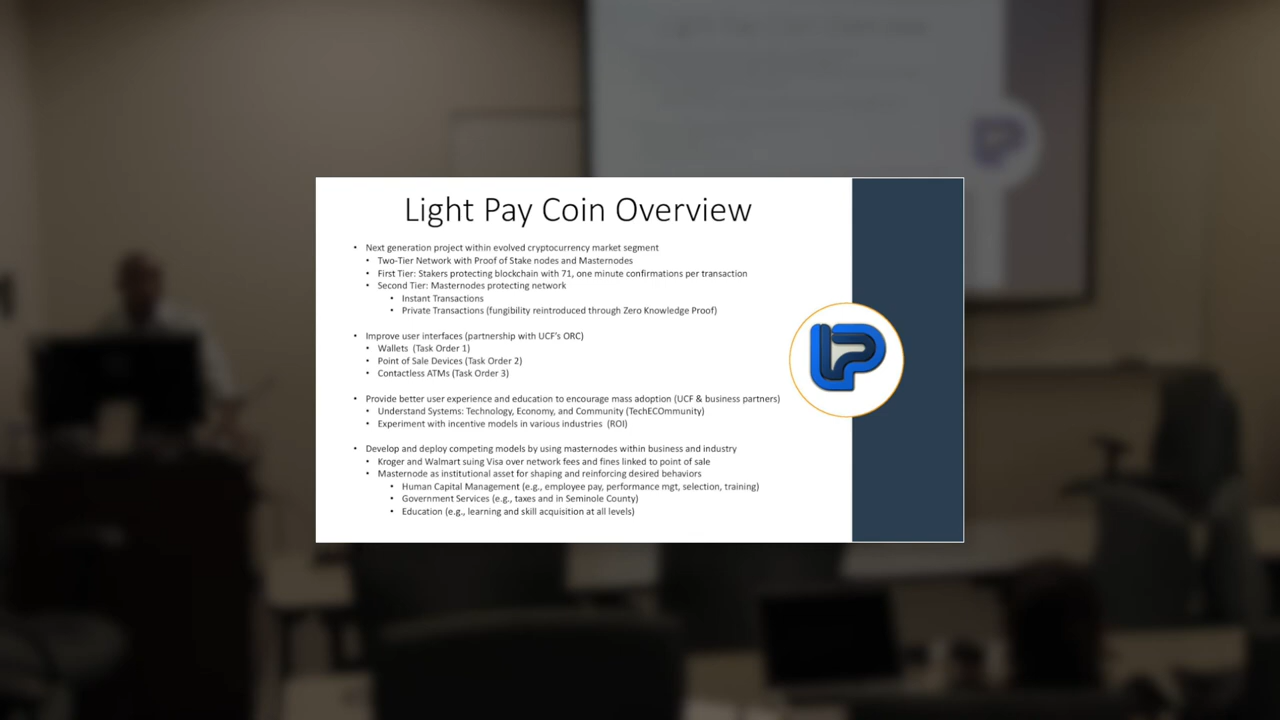 Light Pay Coin Overview
• Next generation project within evolved cryptocurrency market segment
• Two-Tier Network with Proof of Stake nodes and Masternodes
• First Tier: Stakers protecting blockchain with 71, one minute confirmations per transaction
• Second Tier: Masternodes protecting network
• Instant Transactions
• Private Transactions (fungibility reintroduced through Zero Knowledge Proof)
• Improve user interfaces (partnership with UCF's ORC)
• Wallets (Task Order 1)
• Point of Sale Devices (Task Order 2)
• Contactless ATMs (Task Order 3)
• Provide better user experience and education to encourage mass adoption (UCF & business partners)
• Understand Systems: Technology, Economy, and Community (TechECOmmunity)
• Experiment with incentive models in various industries (ROI)
• Develop and deploy competing models by using masternodes within business and industry
• Kroger and Walmart suing Visa over network fees and fines linked to point of sale
• Masternode as institutional asset for shaping and reinforcing desired behaviors
• Human Capital Management (e.g., employee pay, performance mgt, selection, training)
• Government Services (e.g., taxes and in Seminole County)
• Education (e.g., learning and skill acquisition at all levels)
LP